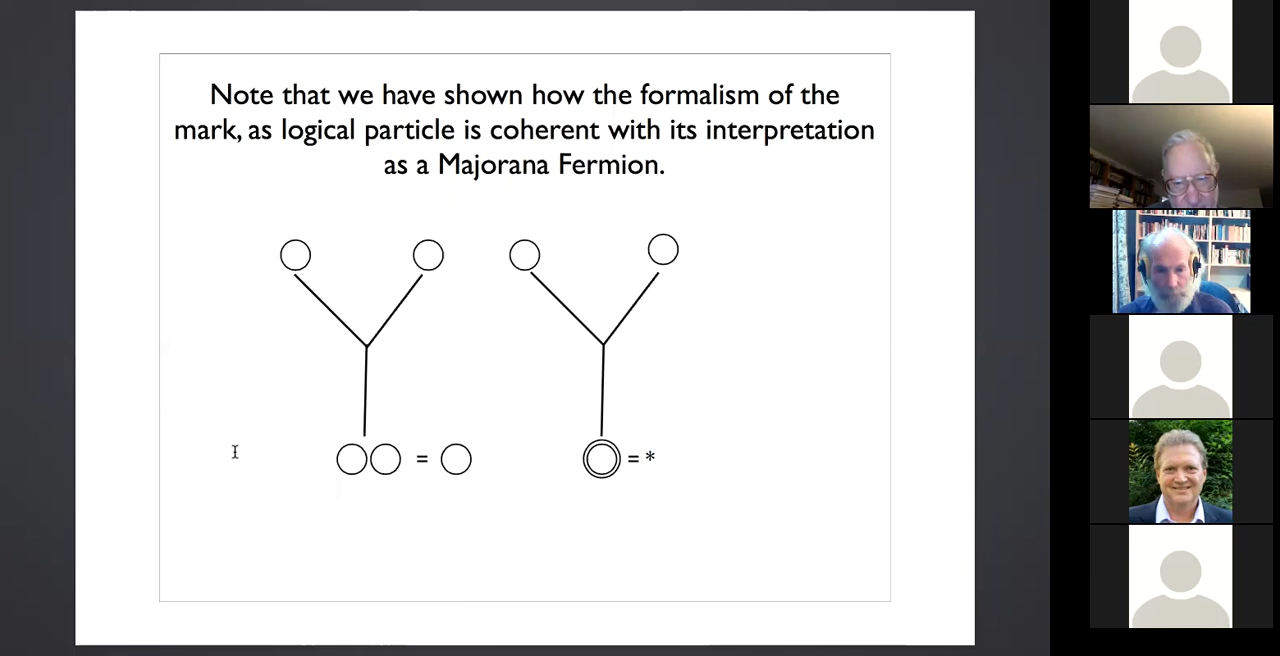 Note that we have shown how the formalism of the
mark, as logical particle is coherent with its interpretation
as a Majorana Fermion.
= = *